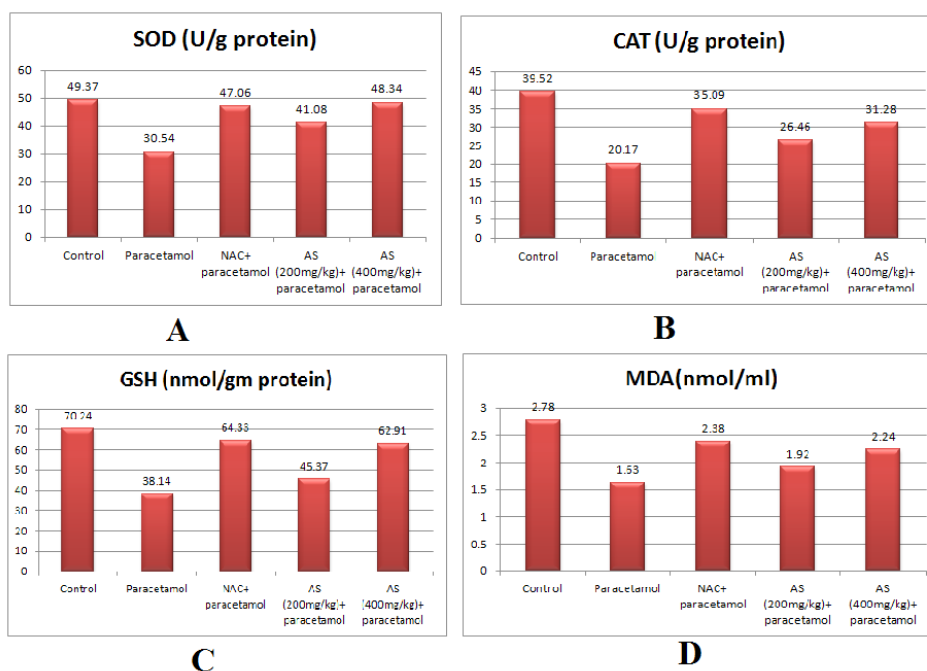 SOD (U/g protein)
60
50
40
30
20
10
0
49.37
30.54
47.06
41.08
48.34
Control
Paracetamol
NAC+
paracetamol
AS
(200mg/kg)+
paracetamol
AS
(400mg/kg)+
paracetamol
A
CAT (U/g protein)
45
40
35
30
25
20
15
10
5
0
39.52
20.17
35.09
26.46
31.28
Control
Paracetamo
NAC+
paracetamol
AS
(200mg/kg)+
paracetamol
AS
(400mg/kg)+
paracetamol
B
GSH (nmol/gm protein)
80
70
60
50
40
30
20
10
0
70.24
38.14
64.33
45.37
62.91
Control
Paracetamol
NAC+
paracetamol
AS
(200mg/kg)+
paracetamol
AS
(400mg/kg)+
paracetamol
C
MDA(nmol/ml)
3
2.5
2
1.5
1
0.5
0
2.78
2.38
1.92
2.24
Control
Paracetamol
NAC+
paracetamol
AS
(200mg/kg)+
paracetamol
AS
(400mg/kg)+
paracetamol
D